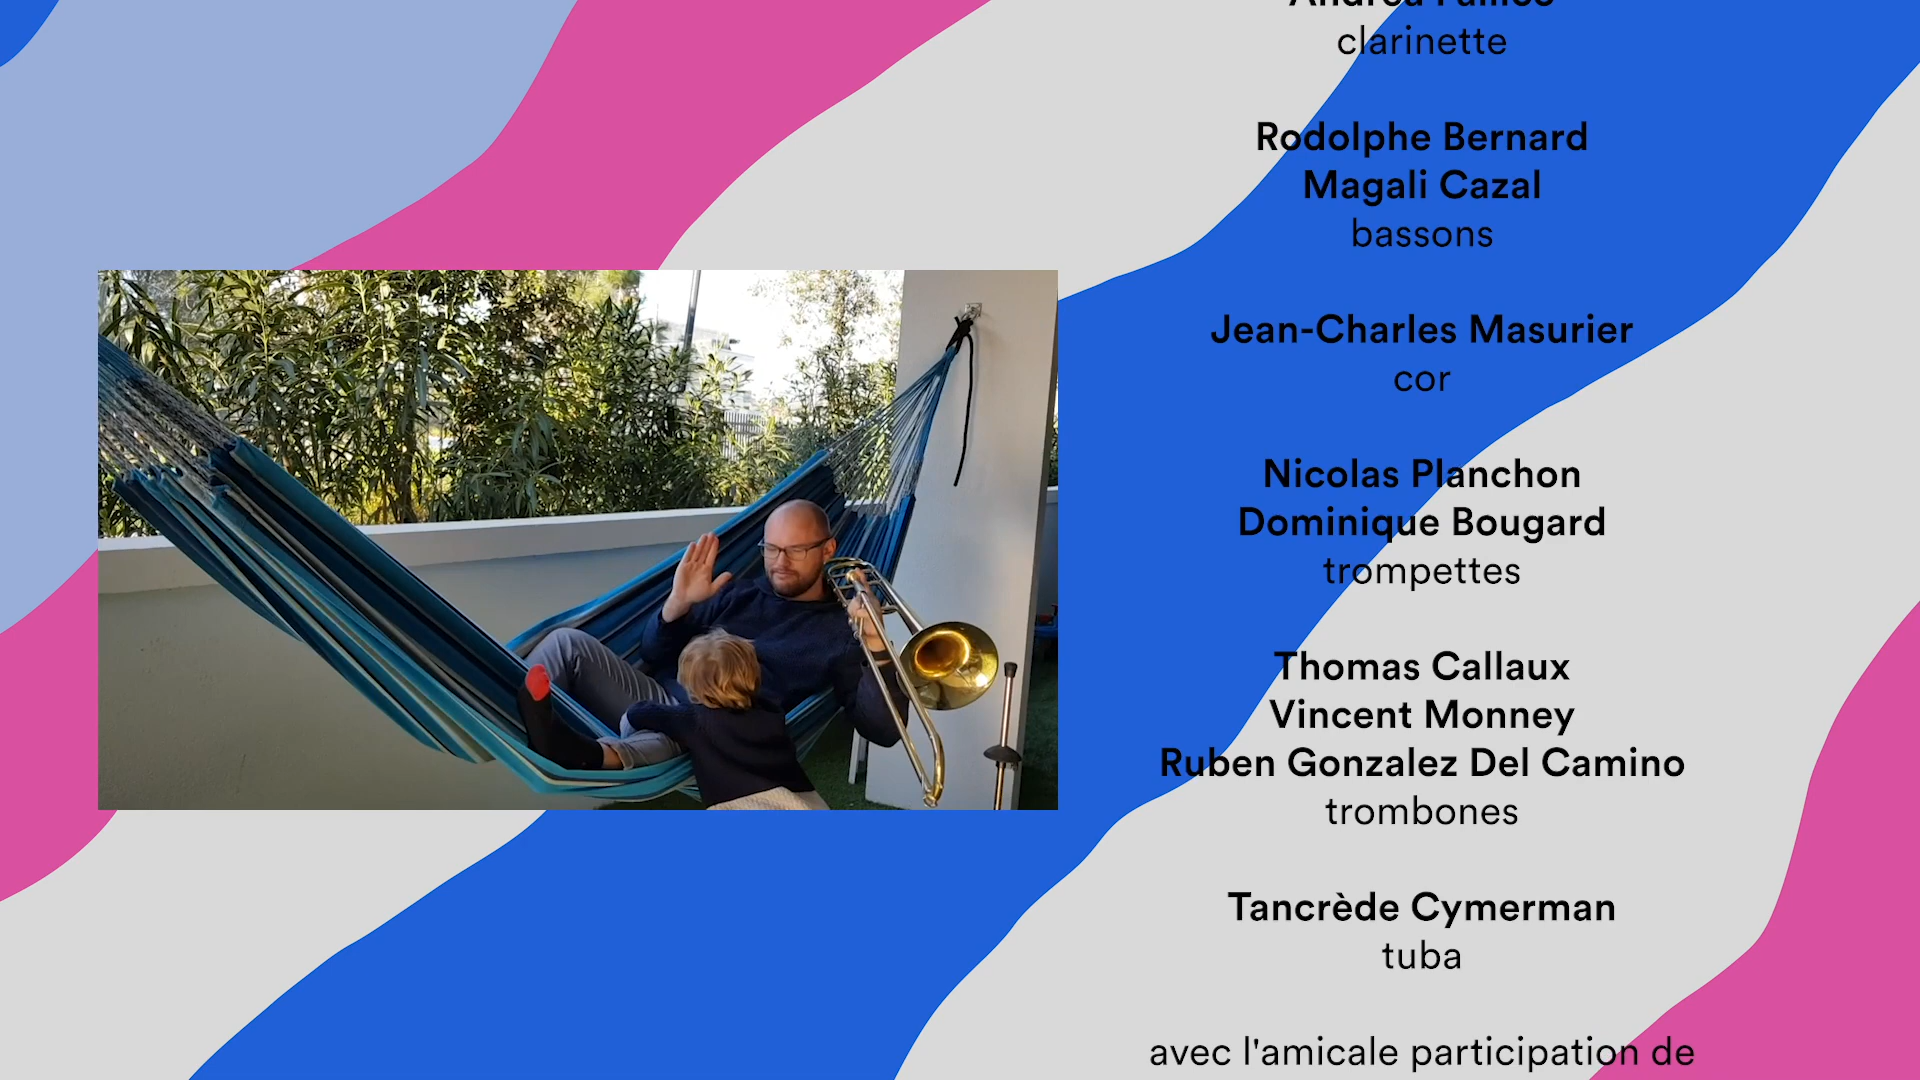 clarinette
Rodolphe Bernard
Magali Cazal
bassons
Jean-Charles Masurier
cor
Nicolas Planchon
Dominique Bougard
trompettes
Thomas Callaux
Vincent Monney
Ruben Gonzalez Del Camino
trombones
Tancrède Cymerman
tuba
avec l'amicale participation de